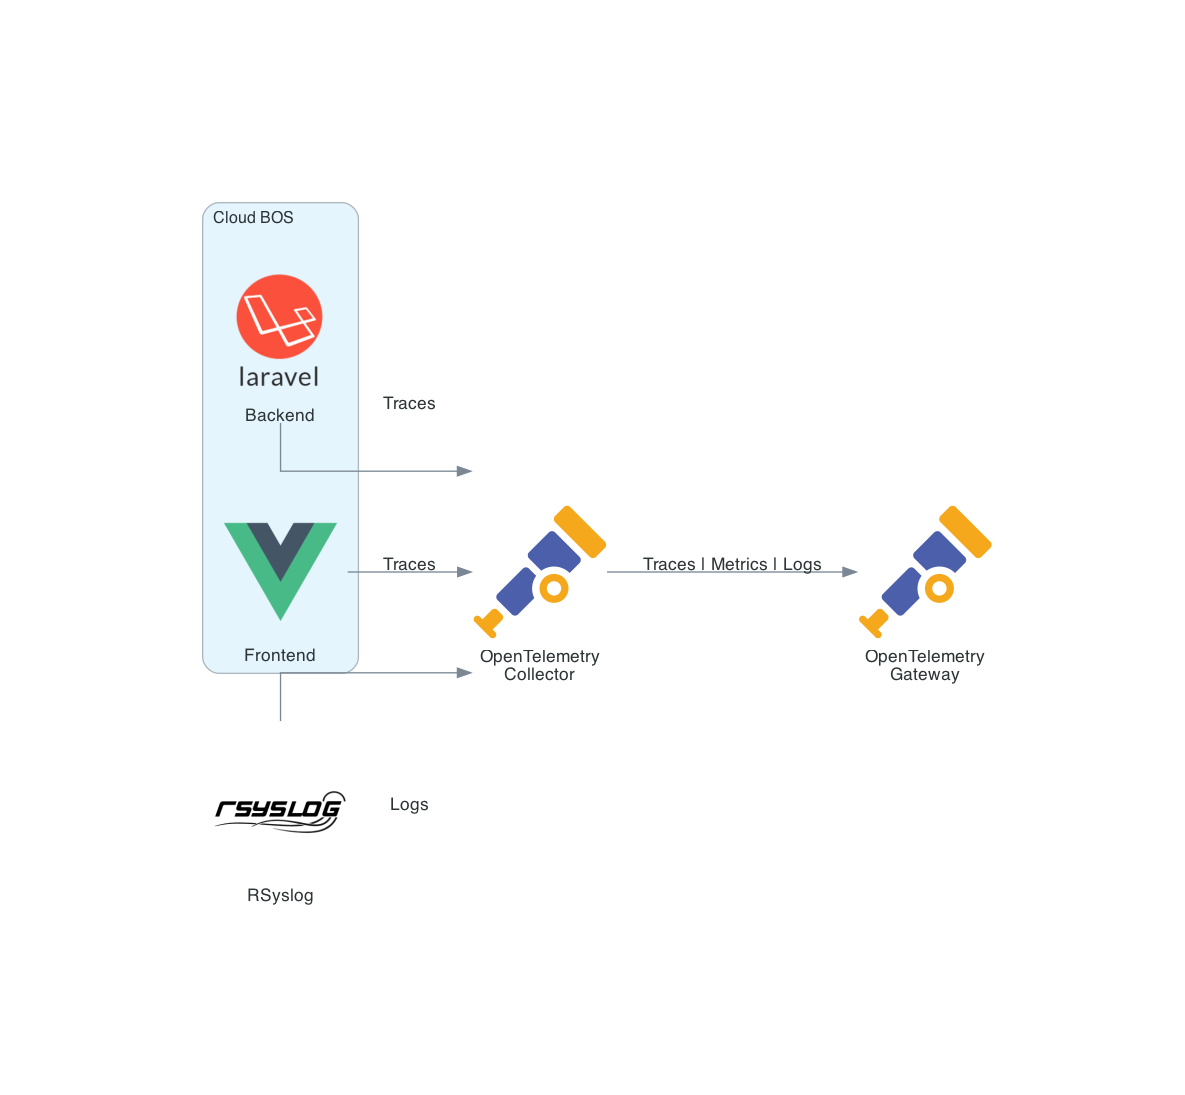 Cloud BOS
laravel
Backend
Traces
Traces
Frontend
Traces | Metrics | Logs
OpenTelemetry
Collector
OpenTelemetry
Gateway
RSYSLOG
Logs
RSyslog